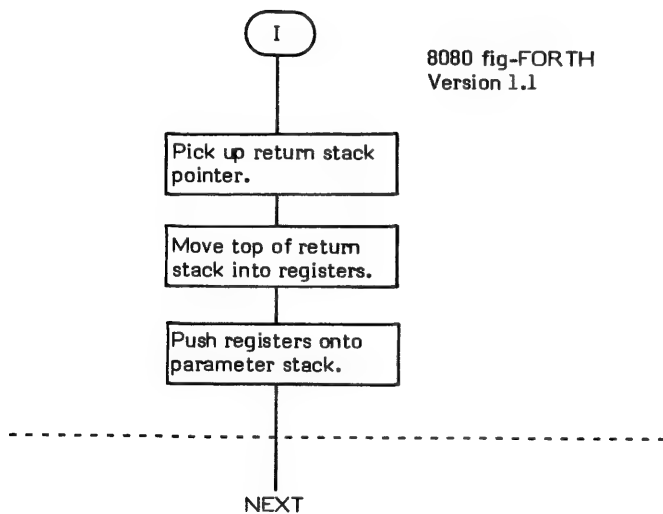 I
8080 fig-FORTH
Version 1.1
Pick up return stack
pointer.
Move top of return
stack into registers.
Push registers onto
parameter stack.
NEXT